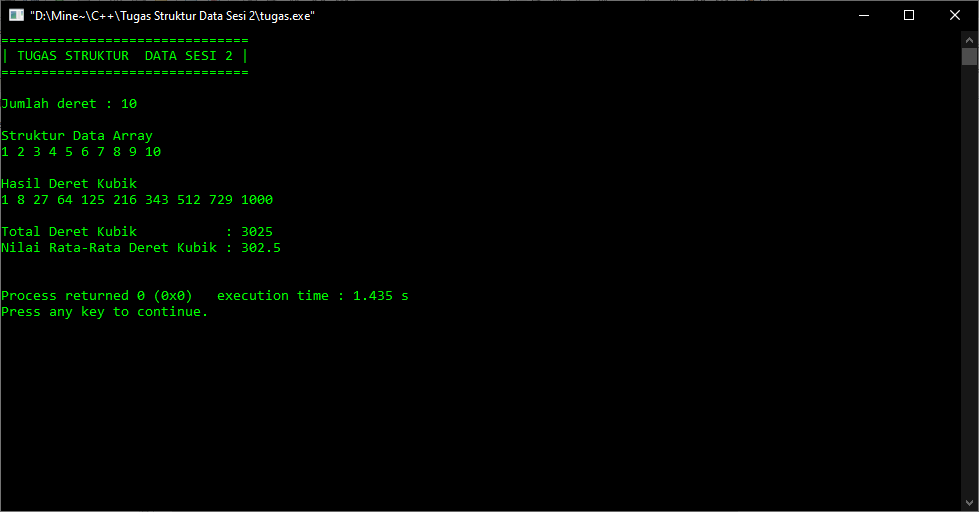 "D:\Mine~\C++\Tugas Struktur Data Sesi 2\tugas.exe"
===============================
| TUGAS STRUKTUR  DATA SESI 2 |
===============================
Jumlah deret : 10
Struktur Data Array
1 2 3 4 5 6 7 8 9 10
Hasil Deret Kubik
1 8 27 64 125 216 343 512 729 1000
Total Deret Kubik           : 3025
Nilai Rata-Rata Deret Kubik : 302.5
Process returned 0 (0x0)   execution time : 1.435 s
Press any key to continue.